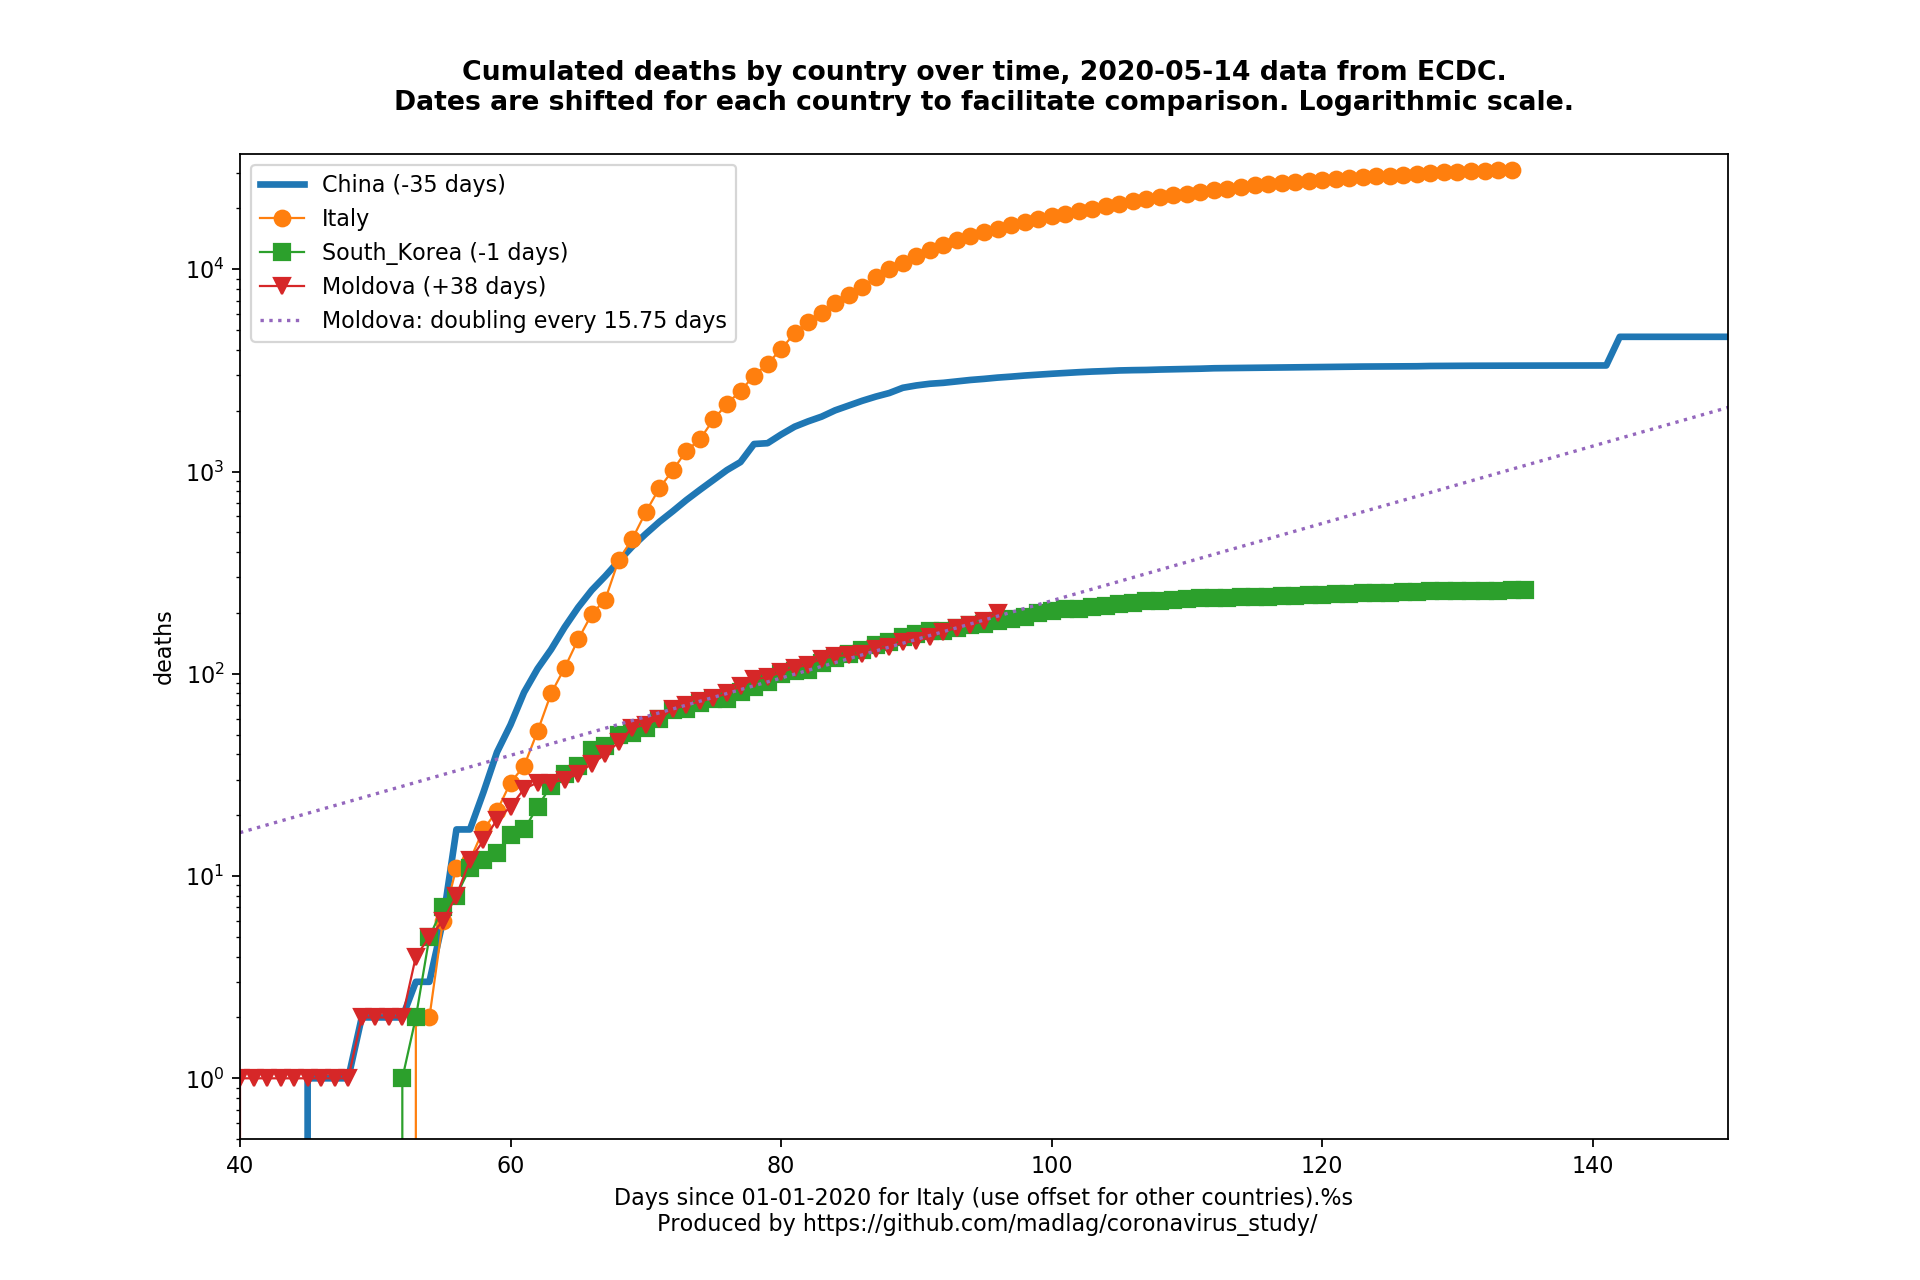 Cumulated deaths by country over time, 2020-05-14 data from ECDC.
Dates are shifted for each country to facilitate comparison. Logarithmic scale.
China (-35 days)
Italy
South_Korea (-1 days)
Moldova (+38 days)
Moldova: doubling every 15.75 days
10⁴
10³
10²
10¹
10⁰
deaths
40 60 80 100 120 140
Days since 01-01-2020 for Italy (use offset for other countries).%s
Produced by https://github.com/madlag/coronavirus_study/